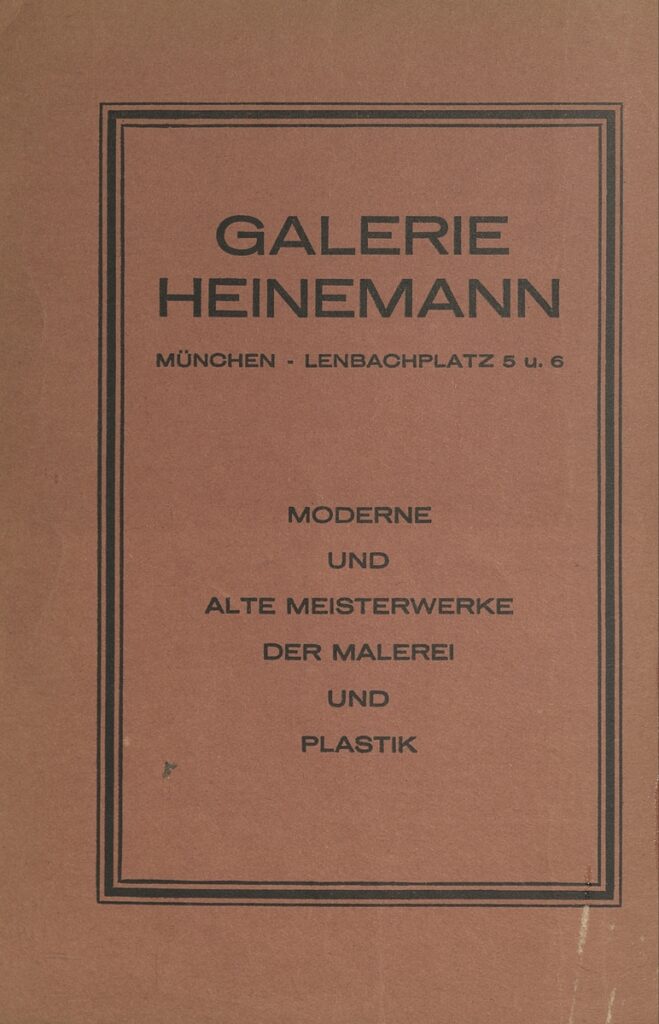 GALERIE
HEINEMANN
MÜNCHEN - LENBACHPLATZ 5 u. 6
MODERNE
UND
ALTE MEISTERWERKE
DER MALEREI
UND
PLASTIK